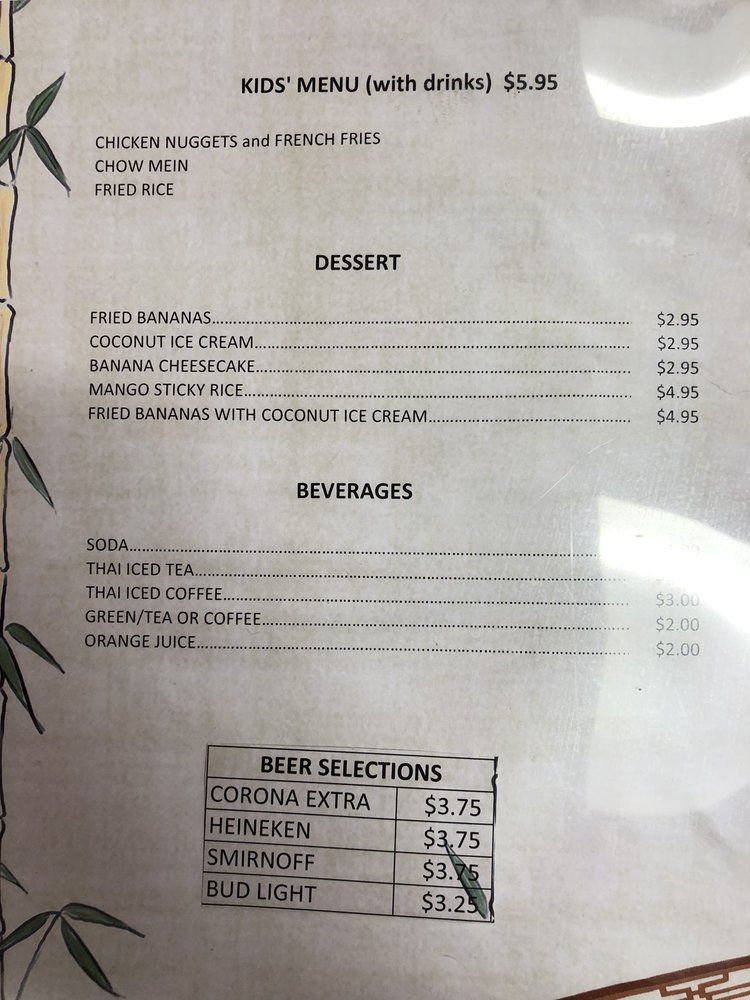 KIDS' MENU (with drinks) $5.95
CHICKEN NUGGETS and FRENCH FRIES
CHOW MEIN
FRIED RICE
DESSERT
FRIED BANANAS $2.95
COCONUT ICE CREAM $2.95
BANANA CHEESECAKE $2.95
MANGO STICKY RICE $4.95
FRIED BANANAS WITH COCONUT ICE CREAM $4.95
BEVERAGES
SODA
THAI ICED TEA
THAI ICED COFFEE $3.00
GREEN/TEA OR COFFEE $2.00
ORANGE JUICE $2.00
BEER SELECTIONS
CORONA EXTRA $3.75
HEINEKEN $3.75
SMIRNOFF $3.75
BUD LIGHT $3.25